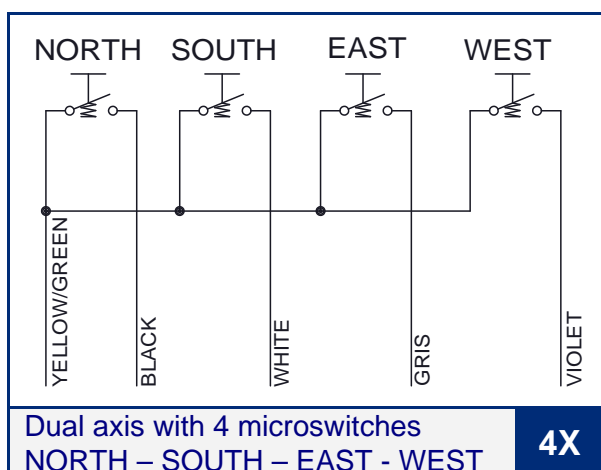 NORTH SOUTH EAST WEST
YELLOW/GREEN
BLACK
WHITE
GRIS
VIOLET
Dual axis with 4 microswitches
NORTH – SOUTH – EAST - WEST
4X